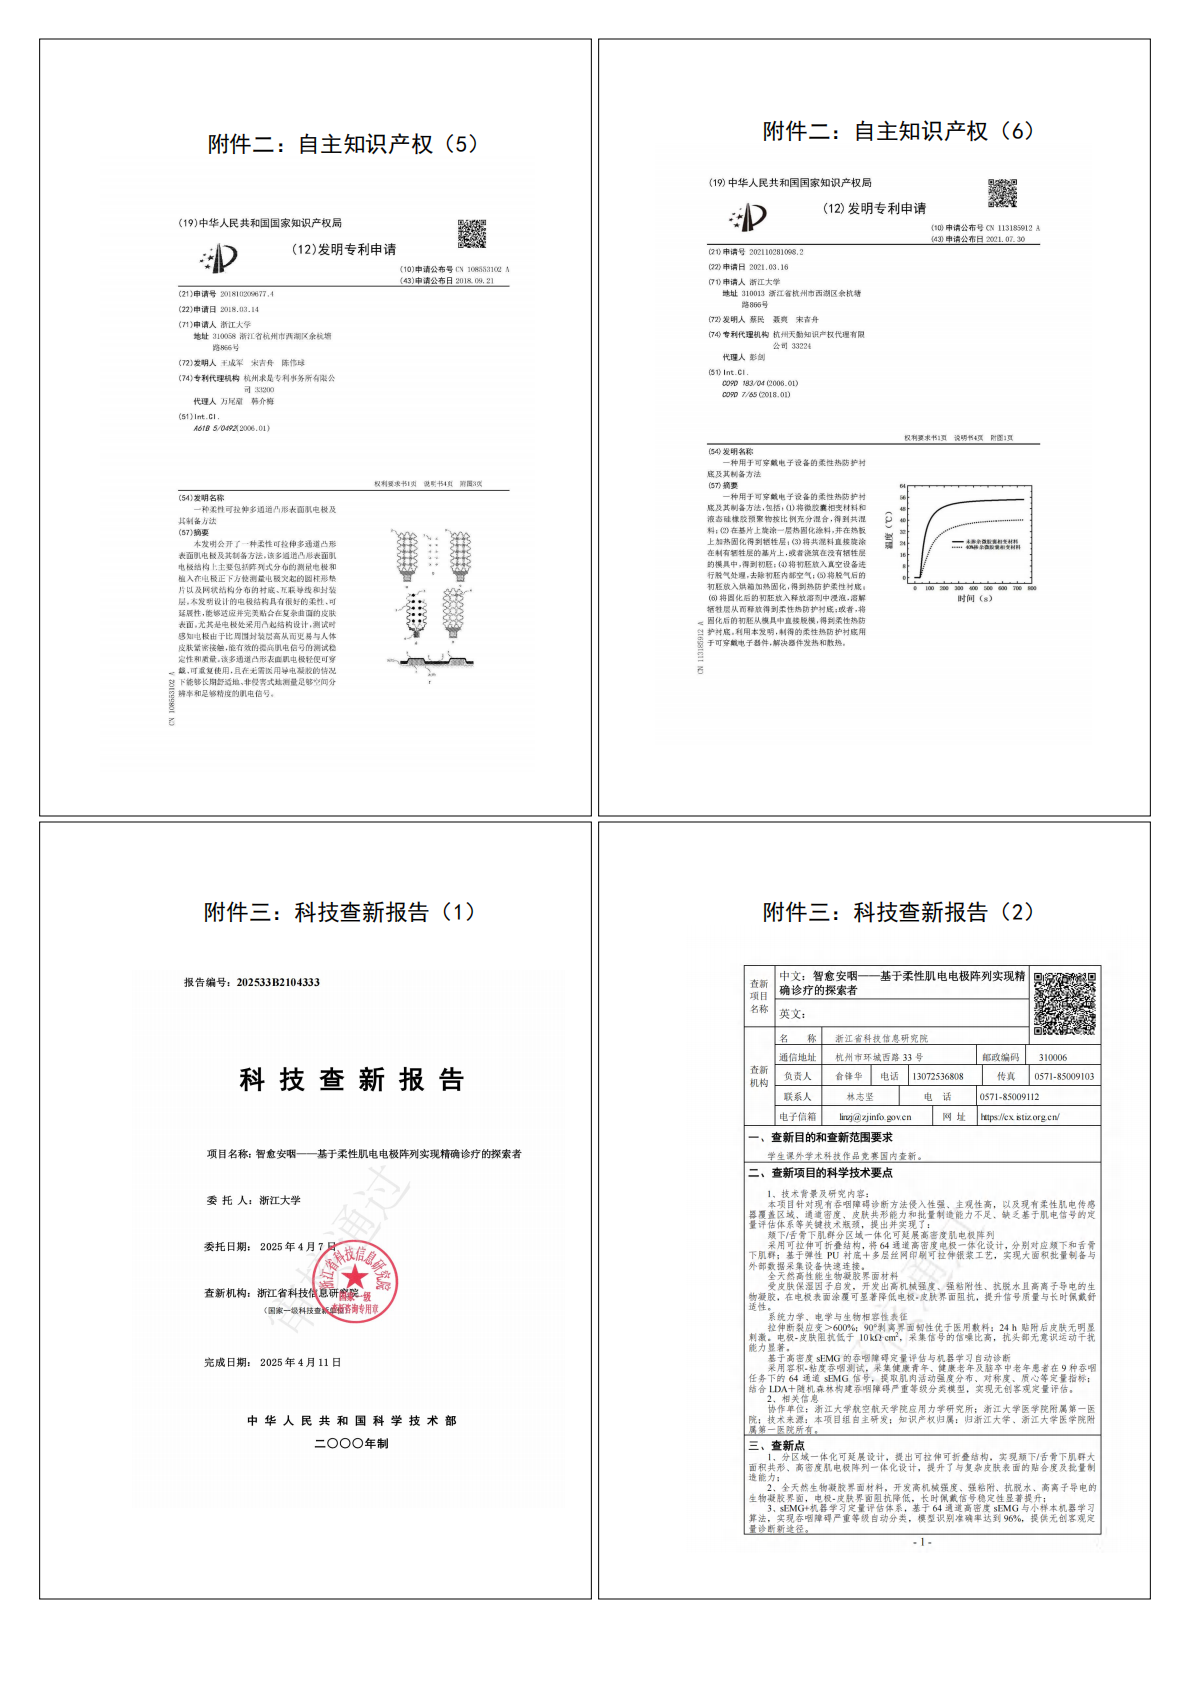 附件二：自主知识产权（5）
(19)中华人民共和国国家知识产权局
(12)发明专利申请
(10)申请公布号 CN 108553102 A
(43)申请公布日 2018.09.21
(21)申请号 201810209677.4
(22)申请日 2018.03.14
(71)申请人 浙江大学
地址 310058 浙江省杭州市西湖区余杭塘
路866号
(72)发明人 王成军 宋吉舟 陈伟球
(74)专利代理机构 杭州求是专利事务所有限公
司 33200
代理人 万尾甜 韩介梅
(51)Int.Cl.
A61B 5/0492(2006.01)
权利要求书1页 说明书4页 附图3页
(54)发明名称
一种柔性可拉伸多通道凸形表面肌电极及
其制备方法
(57)摘要
本发明公开了一种柔性可拉伸多通道凸形
表面肌电极及其制备方法,该多通道凸形表面肌
电极结构上主要包括阵列式分布的测量电极和
植入在电极正下方使测量电极突起的圆柱形垫
片以及网状结构分布的衬底、互联导线和封装
层。本发明设计的电极结构具有很好的柔性、可
延展性,能够适应并完美贴合在复杂曲面的皮肤
表面,尤其是电极处采用凸起结构设计,测试时
感知电极由于比周围封装层高从而更易与人体
皮肤紧密接触,能有效的提高肌电信号的测试稳
定性和质量,该多通道凸形表面肌电极轻便可穿
戴,可重复使用,且在无需医用导电凝胶的情况
下能够长期舒适地、非侵害式地测量足够空间分
辨率和足够精度的肌电信号。
CN 108553102 A
附件二：自主知识产权（6）
(19)中华人民共和国国家知识产权局
(12)发明专利申请
(10)申请公布号 CN 113185912 A
(43)申请公布日 2021.07.30
(21)申请号 202110281098.2
(22)申请日 2021.03.16
(71)申请人 浙江大学
地址 310013 浙江省杭州市西湖区余杭塘
路866号
(72)发明人 蔡民 聂爽 宋吉舟
(74)专利代理机构 杭州天勤知识产权代理有限
公司 33224
代理人 彭剑
(51)Int.Cl.
C09D 183/04(2006.01)
C09D 7/65(2018.01)
权利要求书1页 说明书4页 附图1页
(54)发明名称
一种用于可穿戴电子设备的柔性热防护衬
底及其制备方法
(57)摘要
一种用于可穿戴电子设备的柔性热防护衬
底及其制备方法,包括:(1)将微胶囊相变材料和
液态硅橡胶预聚物按比例充分混合,得到共混
料;(2)在基片上旋涂一层热固化涂料,并在热板
上加热固化得到牺牲层;(3)将共混料直接旋涂
在制有牺牲层的基片上,或者浇筑在没有牺牲层
的模具中,得到初胚;(4)将初胚放入真空设备进
行脱气处理,去除初胚内部空气;(5)将脱气后的
初胚放入烘箱加热固化,得到热防护柔性衬底;
(6)将固化后的初胚放入释放溶剂中浸泡,溶解
牺牲层从而释放得到柔性热防护衬底;或者,将
固化后的初胚从模具中直接脱模,得到柔性热防
护衬底。利用本发明,制得的柔性热防护衬底用
于可穿戴电子器件,解决器件发热和散热。
CN 113185912 A
温度（℃）
64
56
48
40
32
24
16
8
0
未掺杂微胶囊相变材料
40%掺杂微胶囊相变材料
0 100 200 300 400 500 600 700 800
时间（s）
附件三：科技查新报告（1）
报告编号：202533B2104333
科技查新报告
项目名称：智愈安咽——基于柔性肌电电极阵列实现精确诊疗的探索者
委 托 人：浙江大学
委托日期： 2025 年 4 月 7 日
查新机构：浙江省科技信息研究院
（国家一级科技查新单位）
完成日期： 2025 年 4 月 11 日
中华人民共和国科学技术部
二〇〇〇年制
附件三：科技查新报告（2）
查新项目名称
中文：智愈安咽——基于柔性肌电电极阵列实现精
确诊疗的探索者
英文：
查新机构
名 称 浙江省科技信息研究院
通信地址 杭州市环城西路 33 号 邮政编码 310006
负责人 俞锋华 电话 13072536808 传真 0571-85009103
联系人 林志坚 电 话 0571-85009112
电子信箱 linzj@zjinfo.gov.cn 网 址 https://cx.istiz.org.cn/
一、查新目的和查新范围要求
学生课外学术科技作品竞赛国内查新。
二、查新项目的科学技术要点
1、技术背景及研究内容：
本项目针对现有吞咽障碍诊断方法侵入性强、主观性高，以及现有柔性肌电传感
器覆盖区域、通道密度、皮肤共形能力和批量制造能力不足、缺乏基于肌电信号的定
量评估体系等关键技术瓶颈，提出并实现了：
颏下/舌骨下肌群分区域一体化可延展高密度肌电极阵列
采用可拉伸可折叠结构，将 64 通道高密度电极一体化设计，分别对应颏下和舌骨
下肌群；基于弹性 PU 衬底＋多层丝网印刷可拉伸银浆工艺，实现大面积批量制备与
外部数据采集设备快速连接。
全天然高性能生物凝胶界面材料
受皮肤保湿因子启发，开发出高机械强度、强粘附性、抗脱水且高离子导电的生
物凝胶，在电极表面涂覆可显著降低电极-皮肤界面阻抗，提升信号质量与长时佩戴舒
适性。
系统力学、电学与生物相容性表征
拉伸断裂应变＞600%；90°剥离界面韧性优于医用敷料；24 h 贴附后皮肤无明显
刺激。电极-皮肤阻抗低于 10 kΩ·cm²，采集信号的信噪比高，抗头部无意识运动干扰
能力显著。
基于高密度 sEMG 的吞咽障碍定量评估与机器学习自动诊断
采用容积-粘度吞咽测试，采集健康青年、健康老年及脑卒中老年患者在 9 种吞咽
任务下的 64 通道 sEMG 信号，提取肌肉活动强度分布、对称度、质心等定量指标；
结合 LDA＋随机森林构建吞咽障碍严重等级分类模型，实现无创客观定量评估。
2、相关信息
协作单位：浙江大学航空航天学院应用力学研究所；浙江大学医学院附属第一医
院；技术来源：本项目组自主研发；知识产权归属：归浙江大学、浙江大学医学院附
属第一医院所有。
三、查新点
1、分区域一体化可延展设计，提出可拉伸可折叠结构，实现颏下/舌骨下肌群大
面积共形、高密度肌电极阵列一体化设计，提升了与复杂皮肤表面的贴合度及批量制
造能力；
2、全天然生物凝胶界面材料，开发高机械强度、强粘附、抗脱水、高离子导电的
生物凝胶界面，电极-皮肤界面阻抗降低，长时佩戴信号稳定性显著提升；
3、sEMG+机器学习定量评估体系，基于 64 通道高密度 sEMG 与小样本机器学习
算法，实现吞咽障碍严重等级自动分类，模型识别准确率达到 96%，提供无创客观定
量诊断新途径。
- 1 -